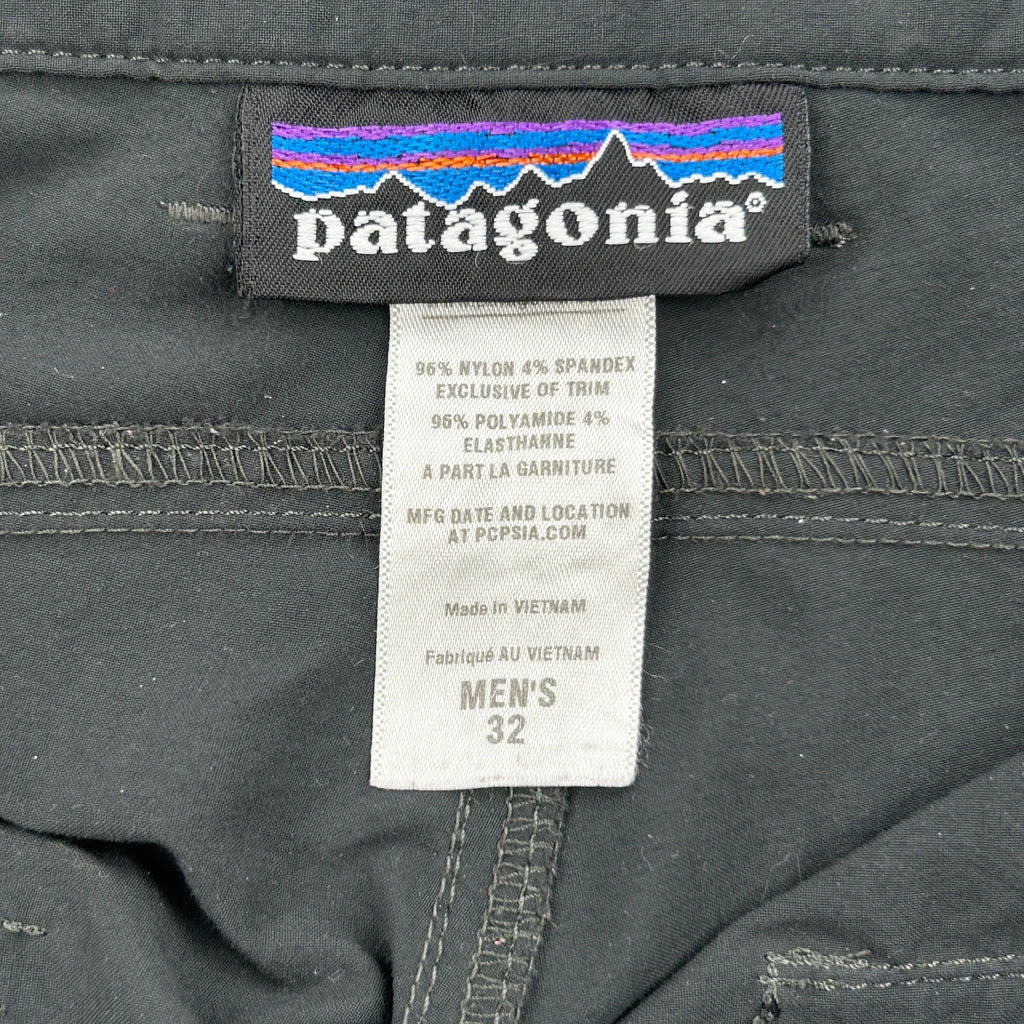 patagonia®
96% NYLON 4% SPANDEX
EXCLUSIVE OF TRIM
96% POLYAMIDE 4%
ELASTHANNE
A PART LA GARNITURE
MFG DATE AND LOCATION
AT PCPSIA.COM
Made in VIETNAM
Fabriqué AU VIETNAM
MEN'S
32